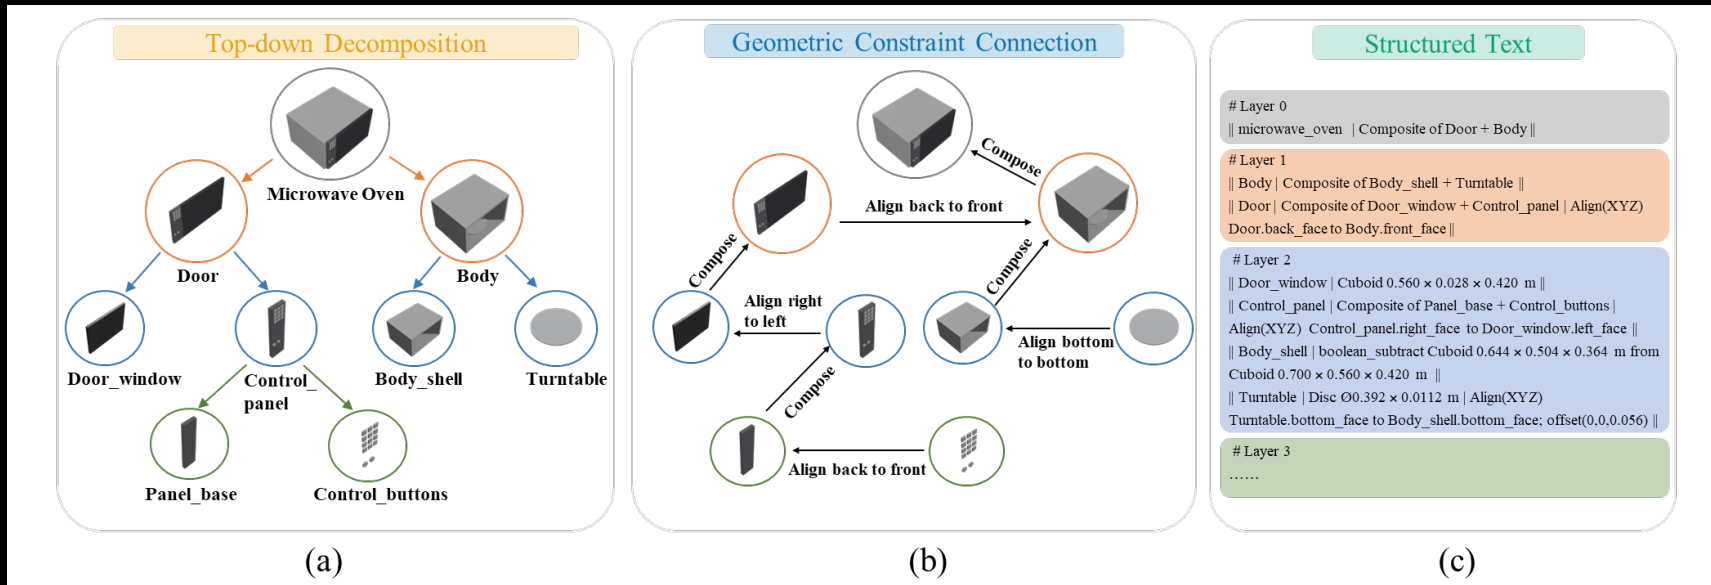 Top-down Decomposition
Microwave Oven
Door
Body
Door_window
Control_
panel
Body_shell
Turntable
Panel_base
Control_buttons
(a)
Geometric Constraint Connection
Compose
Align back to front
Compose
Compose
Align right
to left
Align bottom
to bottom
Compose
Align back to front
(b)
Structured Text
# Layer 0
|| microwave_oven | Composite of Door + Body ||
# Layer 1
|| Body | Composite of Body_shell + Turntable ||
|| Door | Composite of Door_window + Control_panel | Align(XYZ)
Door.back_face to Body.front_face ||
# Layer 2
|| Door_window | Cuboid 0.560 × 0.028 × 0.420 m ||
|| Control_panel | Composite of Panel_base + Control_buttons |
Align(XYZ) Control_panel.right_face to Door_window.left_face ||
|| Body_shell | boolean_subtract Cuboid 0.644 × 0.504 × 0.364 m from
Cuboid 0.700 × 0.560 × 0.420 m ||
|| Turntable | Disc Ø0.392 × 0.0112 m | Align(XYZ)
Turntable.bottom_face to Body_shell.bottom_face; offset(0,0,0.056) ||
# Layer 3
……
(c)